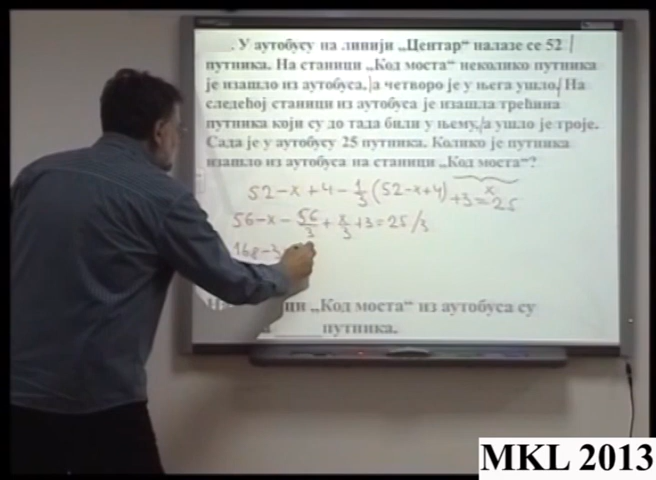 . У аутобусу на линији „Центар“ налазе се 52
путника. На станици „Код моста“ неколико путника
је изашло из аутобуса, а четворо је у њега ушло. На
следећој станици из аутобуса је изашла трећина
путника који су до тада били у њему, а ушло је троје.
Сада је у аутобусу 25 путника. Колико је путника
изашло из аутобуса на станици „Код моста“?
x
52-x+4-1/3(52-x+4)+3=25
56-x-56/3+x/3+3=25/3
168-3
ци „Код моста“ из аутобуса су
путника.
MKL 2013